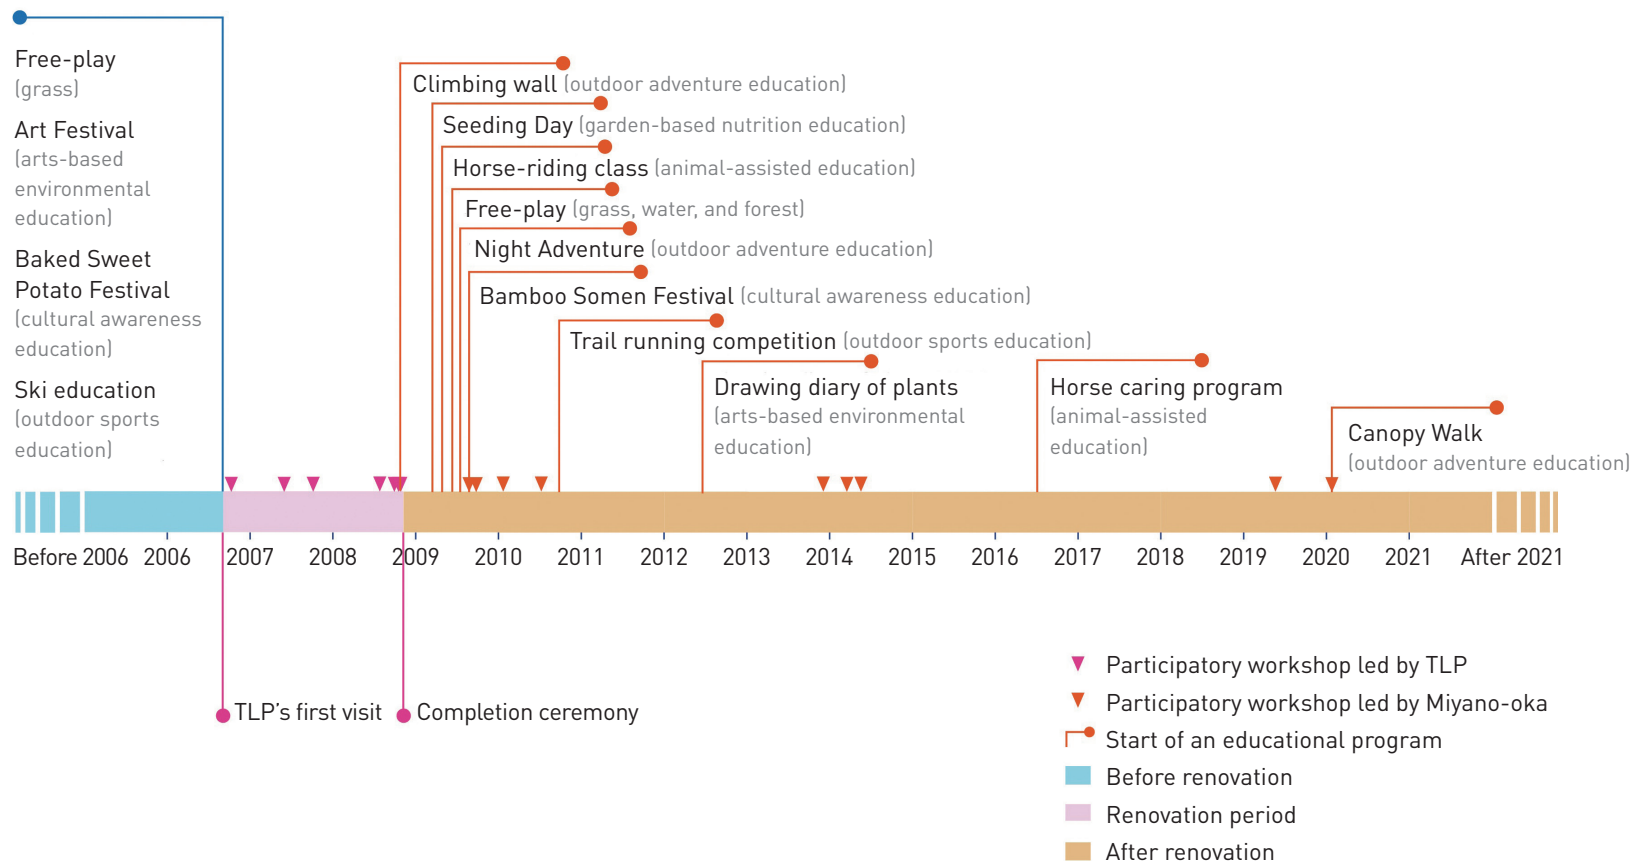 Free-play
(grass)
Art Festival
(arts-based
environmental
education)
Baked Sweet
Potato Festival
(cultural awareness
education)
Ski education
(outdoor sports
education)
Climbing wall (outdoor adventure education)
Seeding Day (garden-based nutrition education)
Horse-riding class (animal-assisted education)
Free-play (grass, water, and forest)
Night Adventure (outdoor adventure education)
Bamboo Somen Festival (cultural awareness education)
Trail running competition (outdoor sports education)
Drawing diary of plants
(arts-based environmental
education)
Horse caring program
(animal-assisted
education)
Canopy Walk
(outdoor adventure education)
Before 2006 2006 2007 2008 2009 2010 2011 2012 2013 2014 2015 2016 2017 2018 2019 2020 2021 After 2021
TLP's first visit
Completion ceremony
Participatory workshop led by TLP
Participatory workshop led by Miyano-oka
Start of an educational program
Before renovation
Renovation period
After renovation